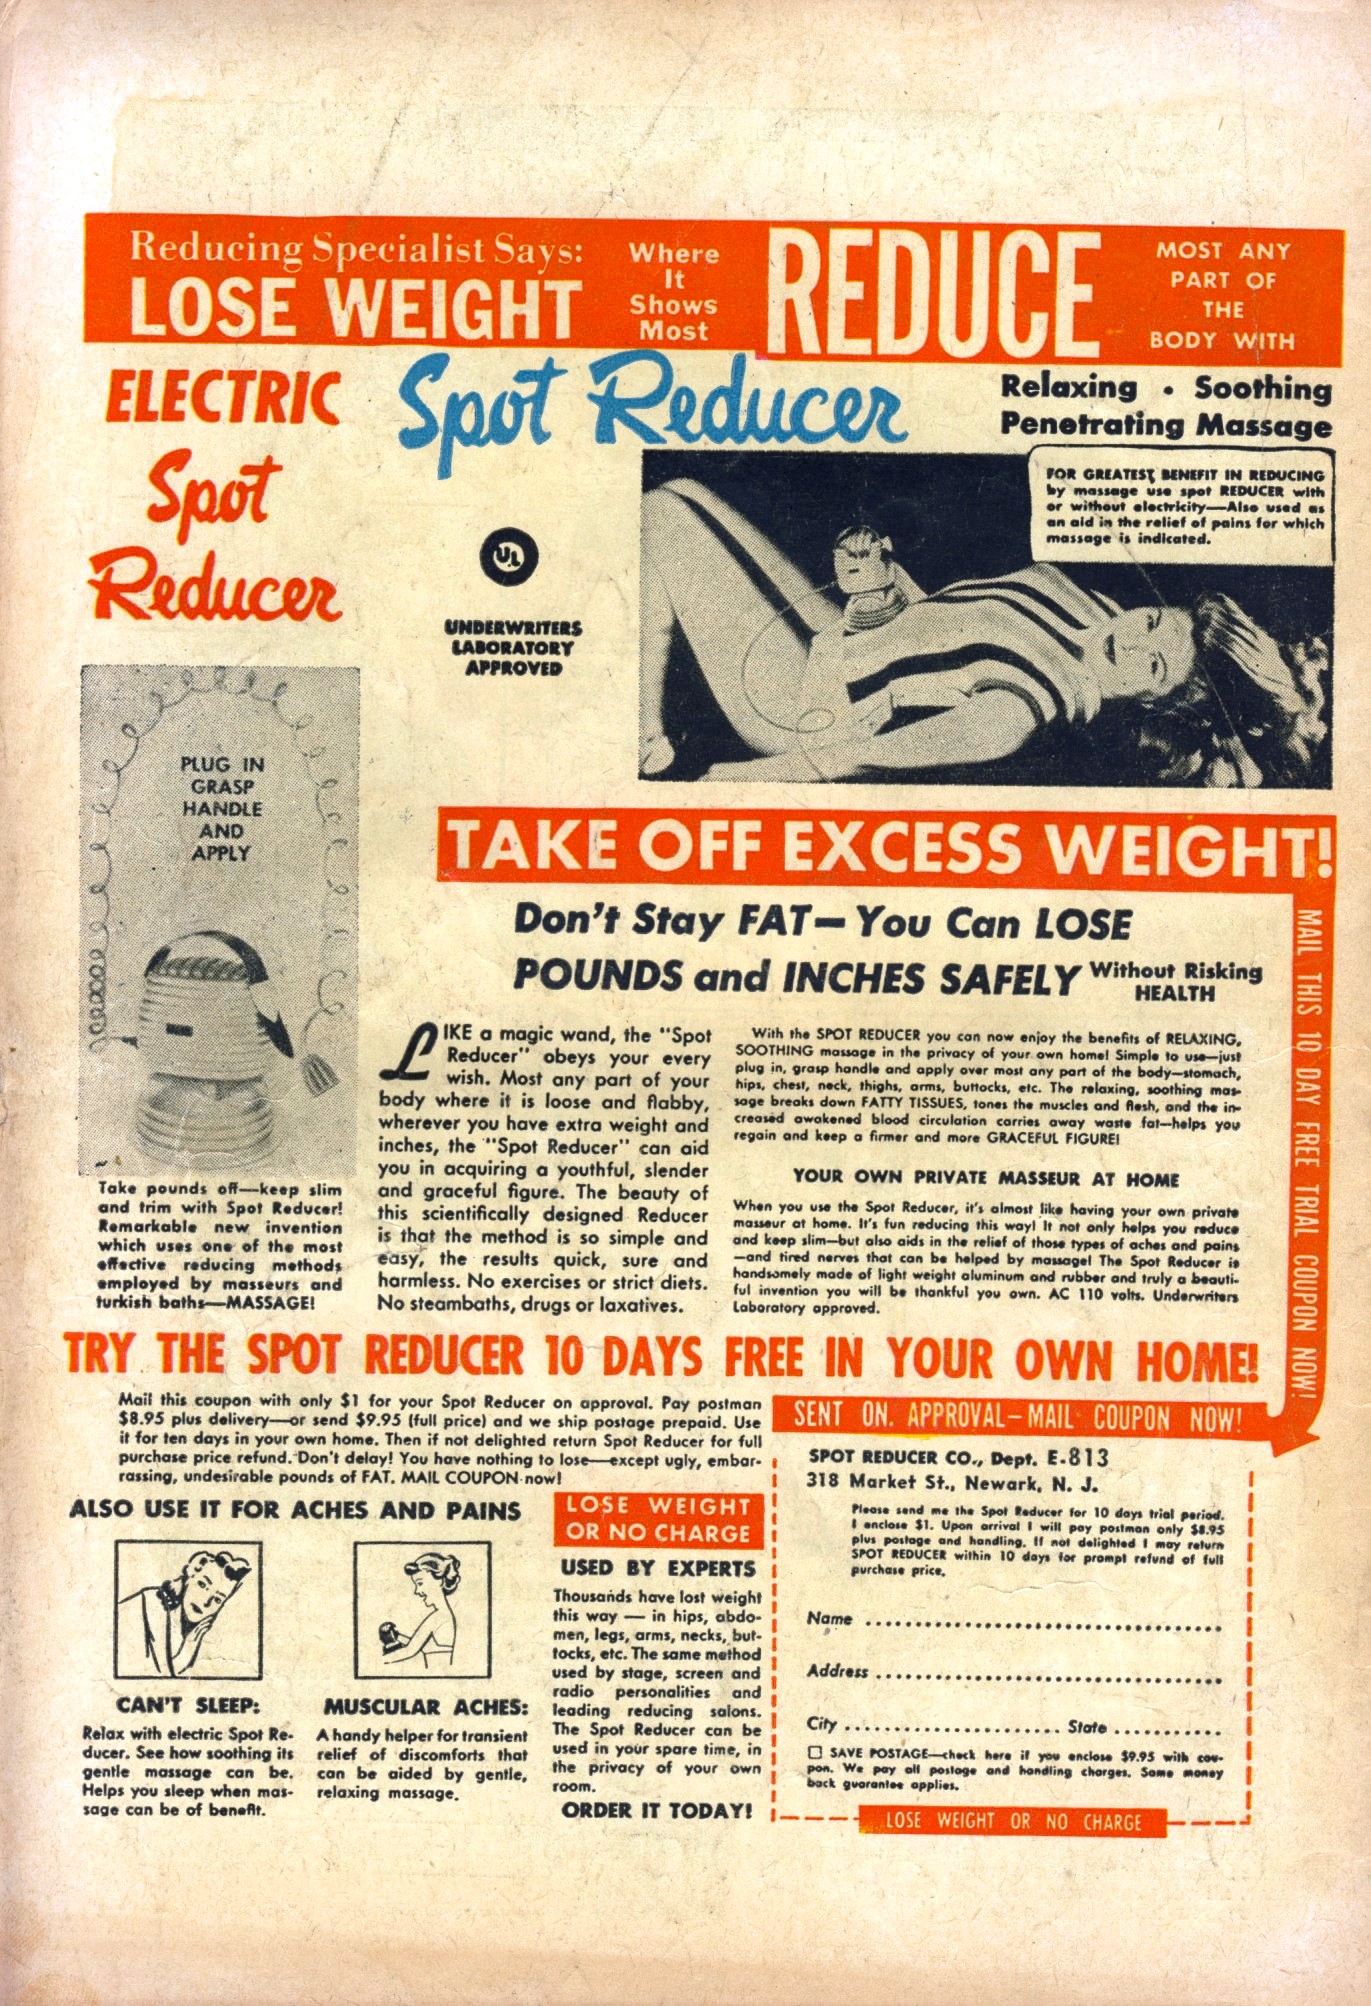 Reducing Specialist Says:
LOSE WEIGHT
Where
It
Shows
Most
REDUCE
MOST ANY
PART OF
THE
BODY WITH
ELECTRIC
Spot
Reducer
Spot Reducer
Relaxing • Soothing
Penetrating Massage
UL
UNDERWRITERS
LABORATORY
APPROVED
FOR GREATEST BENEFIT IN REDUCING
by massage use spot REDUCER with
or without electricity—Also used as
an aid in the relief of pains for which
massage is indicated.
PLUG IN
GRASP
HANDLE
AND
APPLY
Take pounds off—keep slim
and trim with Spot Reducer!
Remarkable new invention
which uses one of the most
effective reducing methods
employed by masseurs and
turkish baths—MASSAGE!
TAKE OFF EXCESS WEIGHT!
Don't Stay FAT—You Can LOSE
POUNDS and INCHES SAFELY Without Risking
HEALTH
LIKE a magic wand, the "Spot
Reducer" obeys your every
wish. Most any part of your
body where it is loose and flabby,
wherever you have extra weight and
inches, the "Spot Reducer" can aid
you in acquiring a youthful, slender
and graceful figure. The beauty of
this scientifically designed Reducer
is that the method is so simple and
easy, the results quick, sure and
harmless. No exercises or strict diets.
No steambaths, drugs or laxatives.
With the SPOT REDUCER you can now enjoy the benefits of RELAXING,
SOOTHING massage in the privacy of your own home! Simple to use—just
plug in, grasp handle and apply over most any part of the body—stomach,
hips, chest, neck, thighs, arms, buttocks, etc. The relaxing, soothing mas-
sage breaks down FATTY TISSUES, tones the muscles and flesh, and the in-
creased awakened blood circulation carries away waste fat—helps you
regain and keep a firmer and more GRACEFUL FIGURE!
YOUR OWN PRIVATE MASSEUR AT HOME
When you use the Spot Reducer, it's almost like having your own private
masseur at home. It's fun reducing this way! It not only helps you reduce
and keep slim—but also aids in the relief of those types of aches and pains
—and tired nerves that can be helped by massage! The Spot Reducer is
handsomely made of light weight aluminum and rubber and truly a beauti-
ful invention you will be thankful you own. AC 110 volts. Underwriters
Laboratory approved.
MAIL THIS 10 DAY FREE TRIAL COUPON NOW!
TRY THE SPOT REDUCER 10 DAYS FREE IN YOUR OWN HOME!
Mail this coupon with only $1 for your Spot Reducer on approval. Pay postman
$8.95 plus delivery—or send $9.95 (full price) and we ship postage prepaid. Use
it for ten days in your own home. Then if not delighted return Spot Reducer for full
purchase price refund. Don't delay! You have nothing to lose—except ugly, embar-
rassing, undesirable pounds of FAT. MAIL COUPON now!
ALSO USE IT FOR ACHES AND PAINS
CAN'T SLEEP:
Relax with electric Spot Re-
ducer. See how soothing its
gentle massage can be.
Helps you sleep when mas-
sage can be of benefit.
MUSCULAR ACHES:
A handy helper for transient
relief of discomforts that
can be aided by gentle,
relaxing massage.
LOSE WEIGHT
OR NO CHARGE
USED BY EXPERTS
Thousands have lost weight
this way — in hips, abdo-
men, legs, arms, necks, but-
tocks, etc. The same method
used by stage, screen and
radio personalities and
leading reducing salons.
The Spot Reducer can be
used in your spare time, in
the privacy of your own
room.
ORDER IT TODAY!
SENT ON APPROVAL—MAIL COUPON NOW!
SPOT REDUCER CO., Dept. E-813
318 Market St., Newark, N. J.
Please send me the Spot Reducer for 10 days trial period.
I enclose $1. Upon arrival I will pay postman only $8.95
plus postage and handling. If not delighted I may return
SPOT REDUCER within 10 days for prompt refund of full
purchase price.
Name ....................................
Address ...................................
City ...................... State ...........
☐ SAVE POSTAGE—check here if you enclose $9.95 with cou-
pon. We pay all postage and handling charges. Same money
back guarantee applies.
LOSE WEIGHT OR NO CHARGE